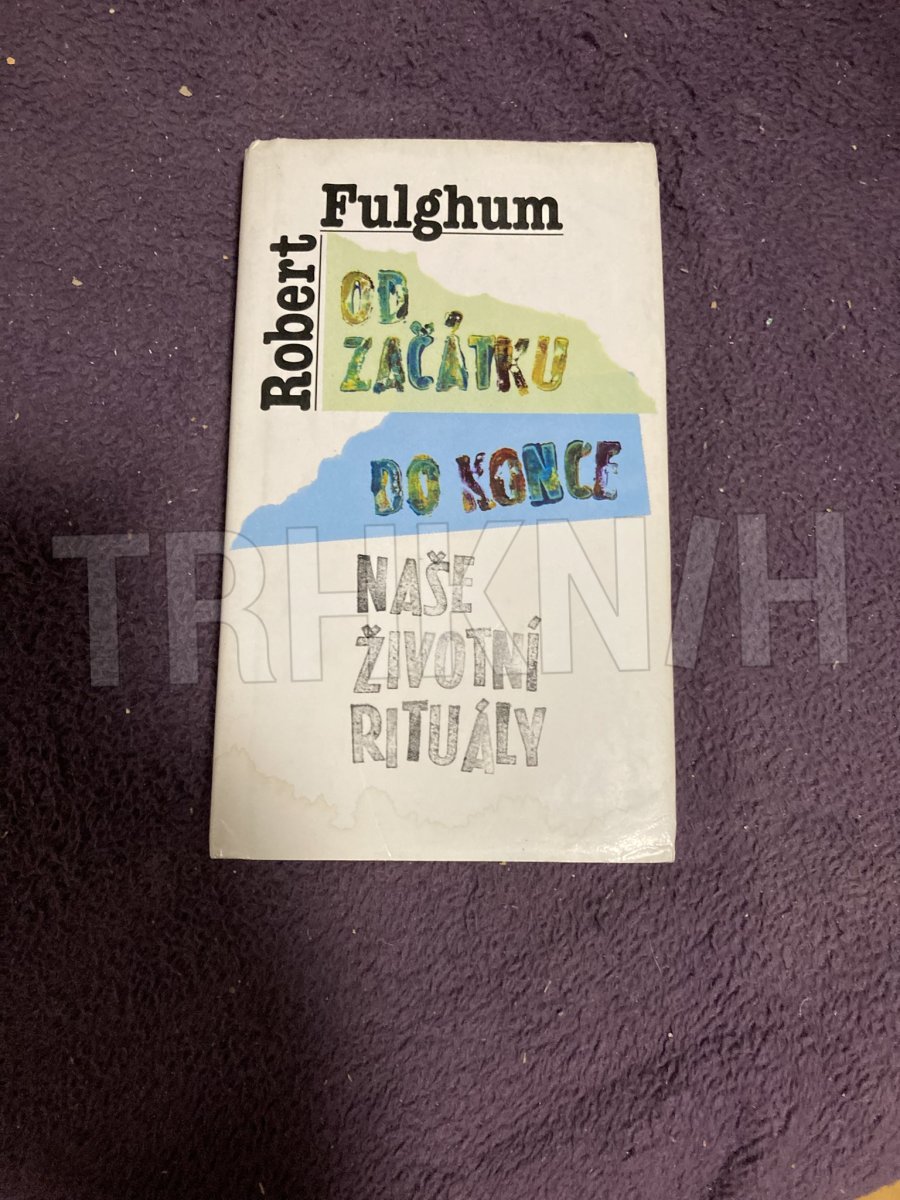 Robert
Fulghum
OD
ZAČÁTKU
DO KONCE
NAŠE
ŽIVOTNÍ
RITUÁLY
TRHKNIH